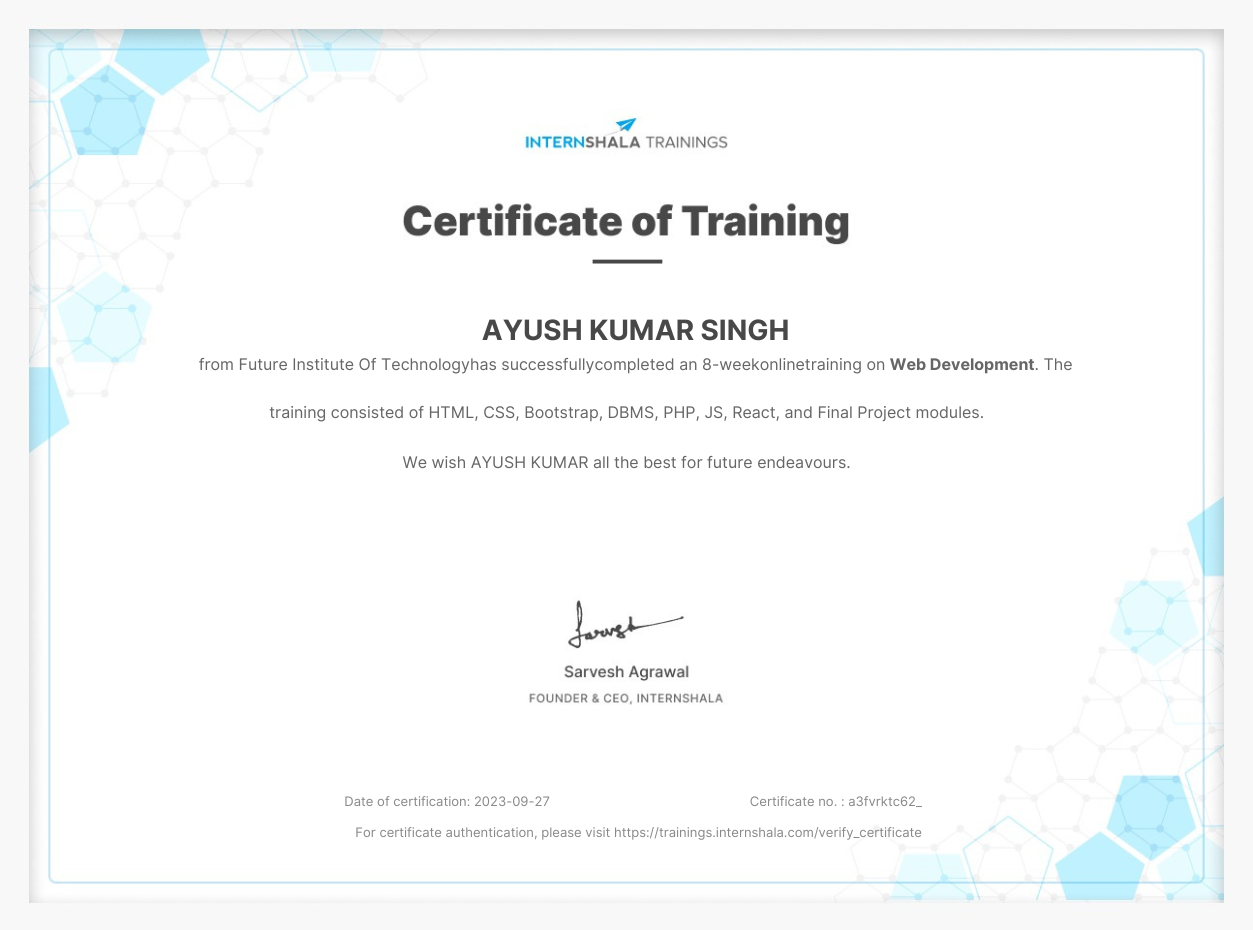 INTERNSHALA TRAININGS
Certificate of Training
AYUSH KUMAR SINGH
from Future Institute Of Technologyhas successfullycompleted an 8-weekonlinetraining on Web Development. The
training consisted of HTML, CSS, Bootstrap, DBMS, PHP, JS, React, and Final Project modules.
We wish AYUSH KUMAR all the best for future endeavours.
Sarvesh
Sarvesh Agrawal
FOUNDER & CEO, INTERNSHALA
Date of certification: 2023-09-27 Certificate no. : a3fvrktc62_
For certificate authentication, please visit https://trainings.internshala.com/verify_certificate